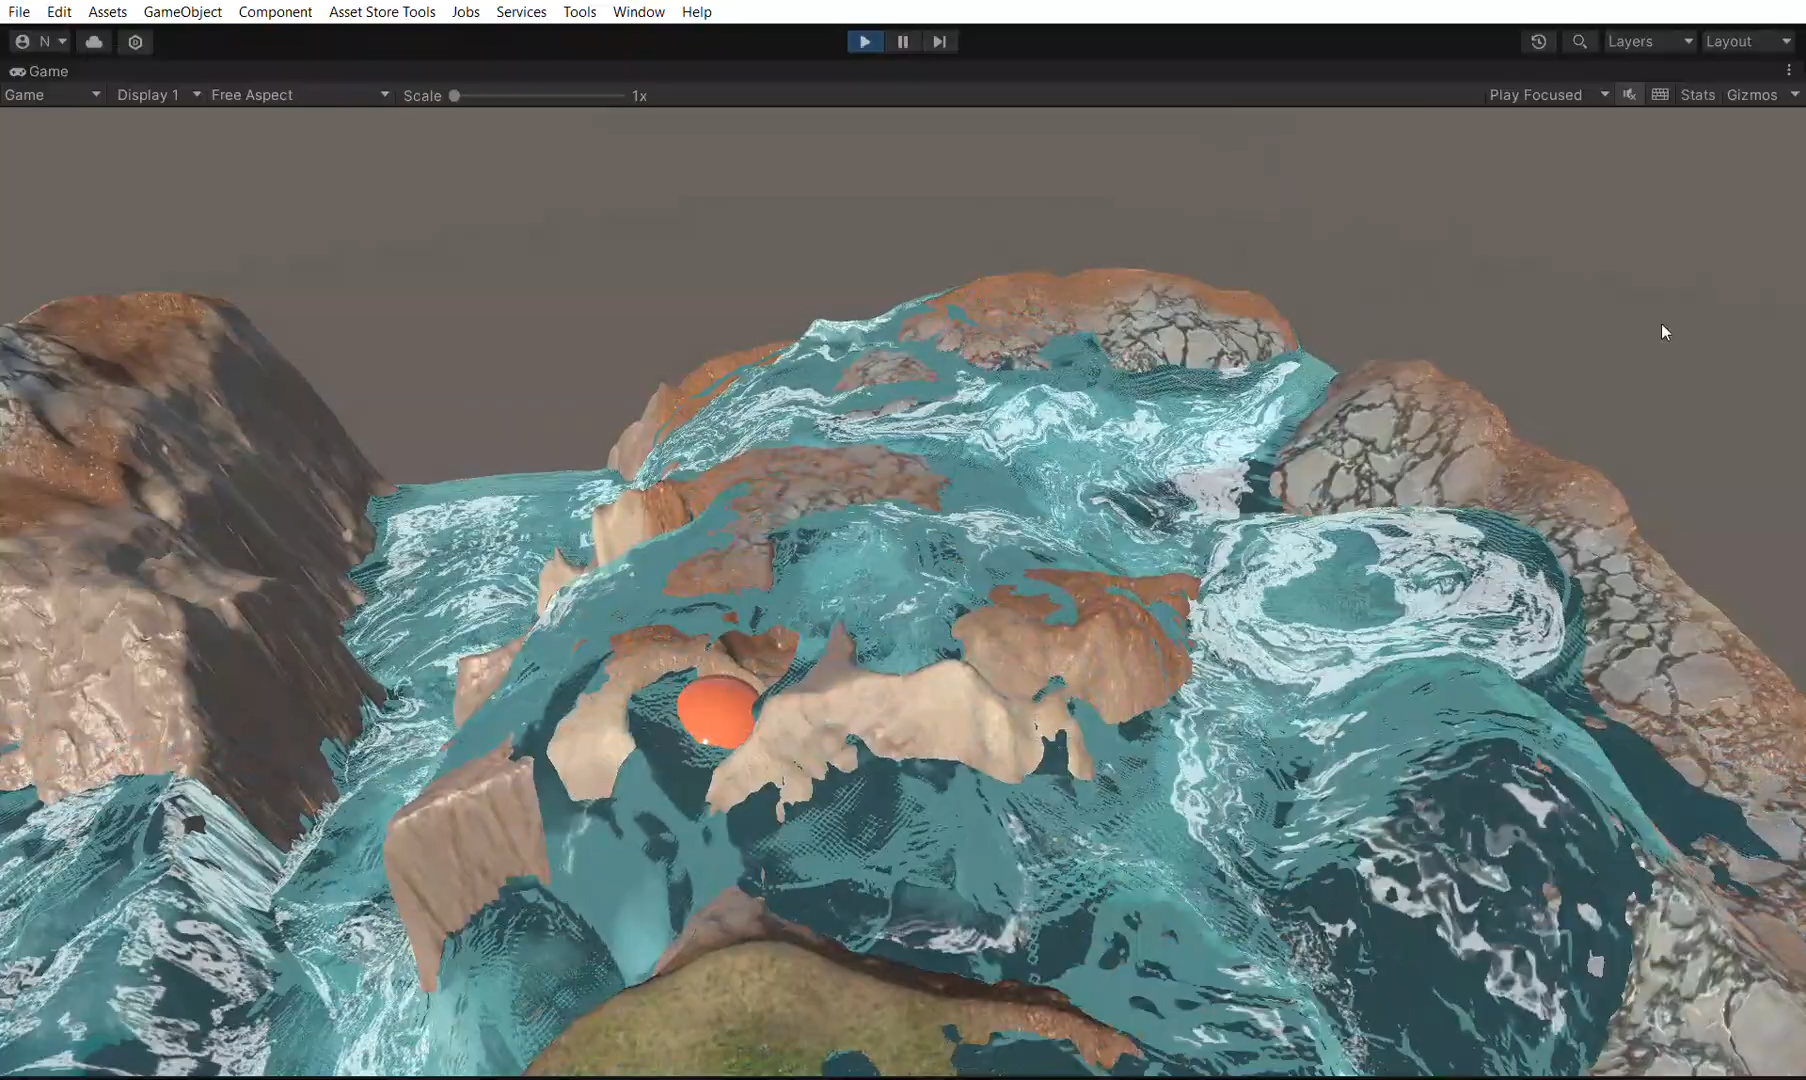 File Edit Assets GameObject Component Asset Store Tools Jobs Services Tools Window Help
N Layers Layout
Game
Game Display 1 Free Aspect Scale 1x Play Focused Stats Gizmos